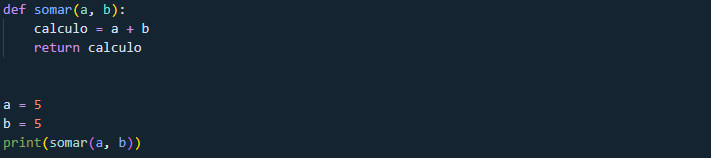 def somar(a, b):
    calculo = a + b
    return calculo
a = 5
b = 5
print(somar(a, b))